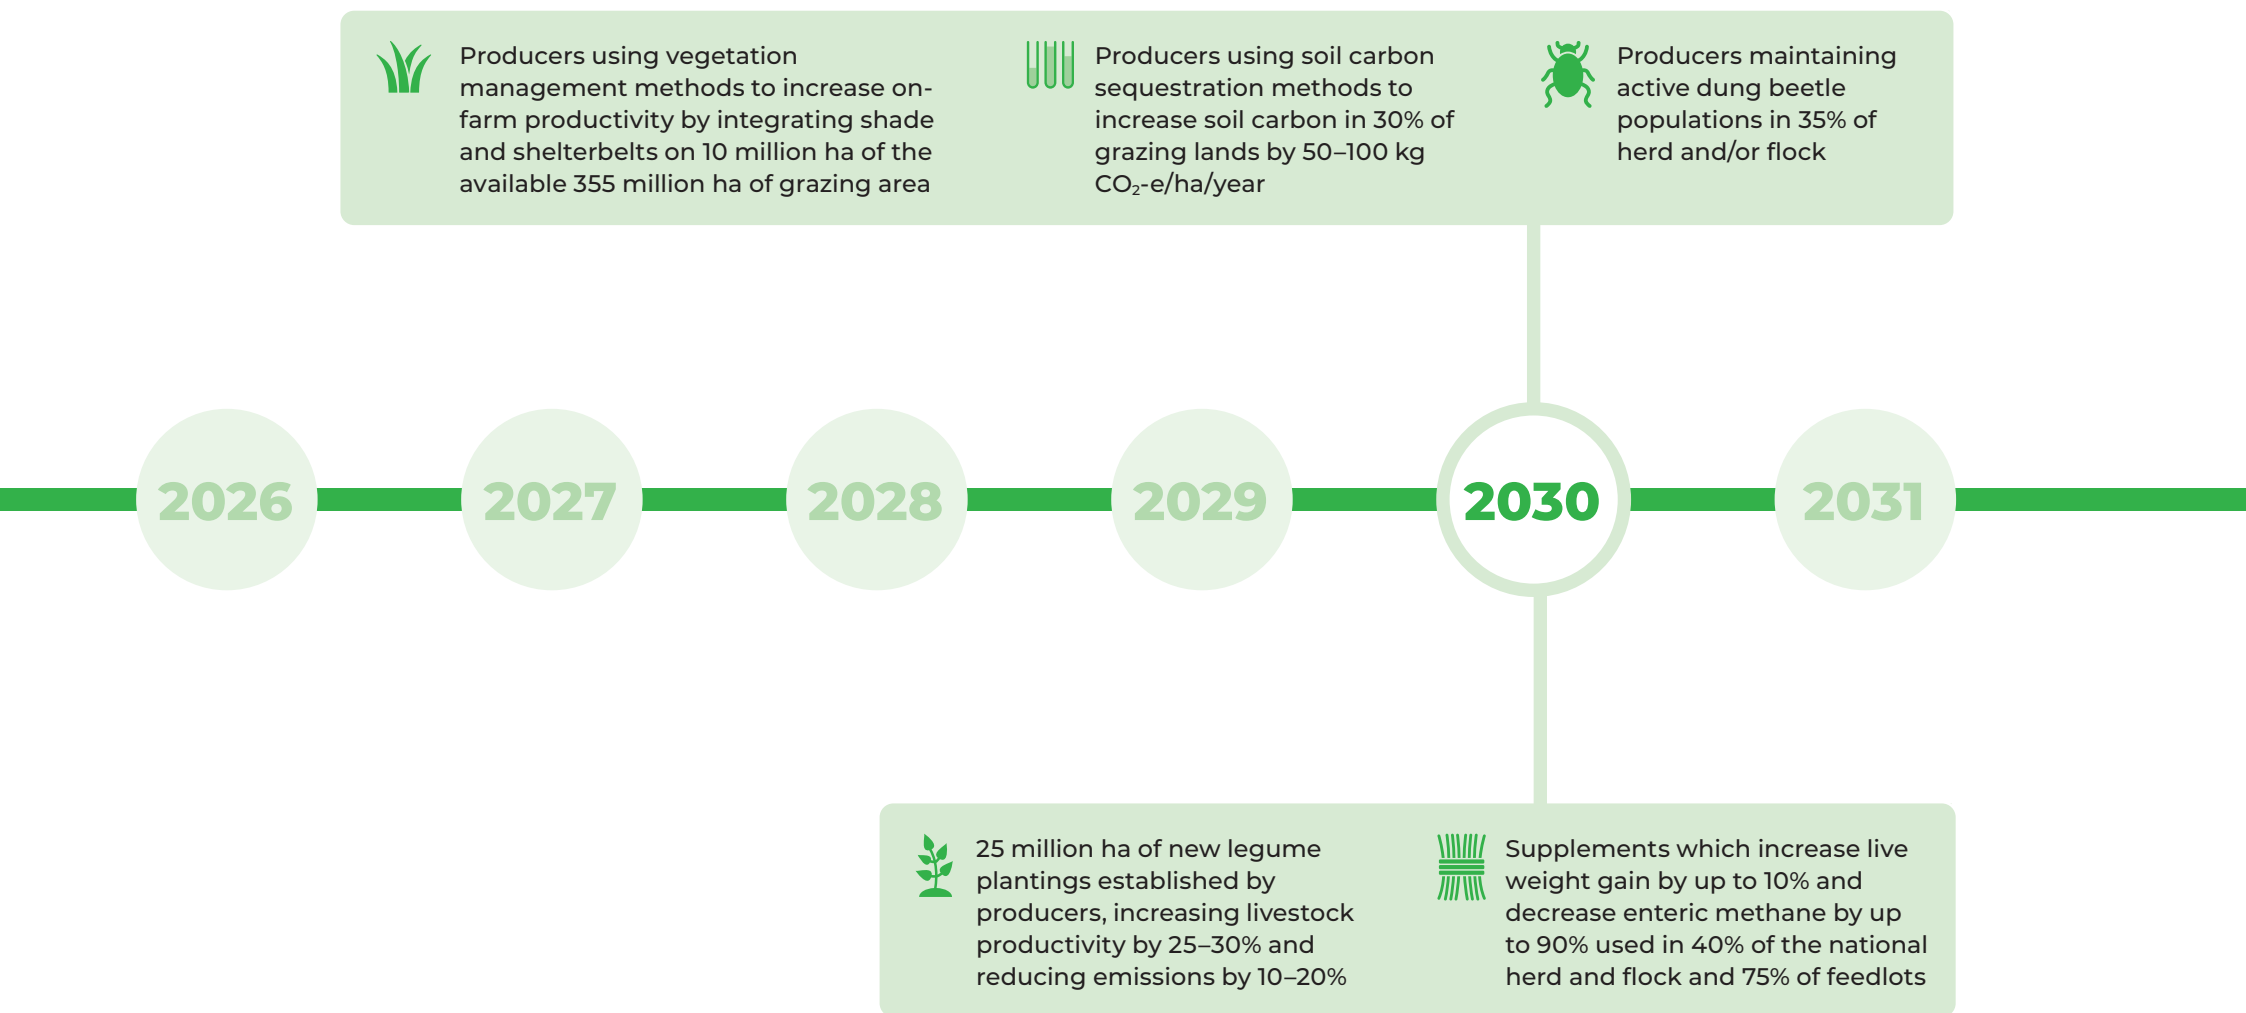 Producers using vegetation
management methods to increase on-
farm productivity by integrating shade
and shelterbelts on 10 million ha of the
available 355 million ha of grazing area
Producers using soil carbon
sequestration methods to
increase soil carbon in 30% of
grazing lands by 50–100 kg
CO₂-e/ha/year
Producers maintaining
active dung beetle
populations in 35% of
herd and/or flock
2026
2027
2028
2029
2030
2031
25 million ha of new legume
plantings established by
producers, increasing livestock
productivity by 25–30% and
reducing emissions by 10–20%
Supplements which increase live
weight gain by up to 10% and
decrease enteric methane by up
to 90% used in 40% of the national
herd and flock and 75% of feedlots